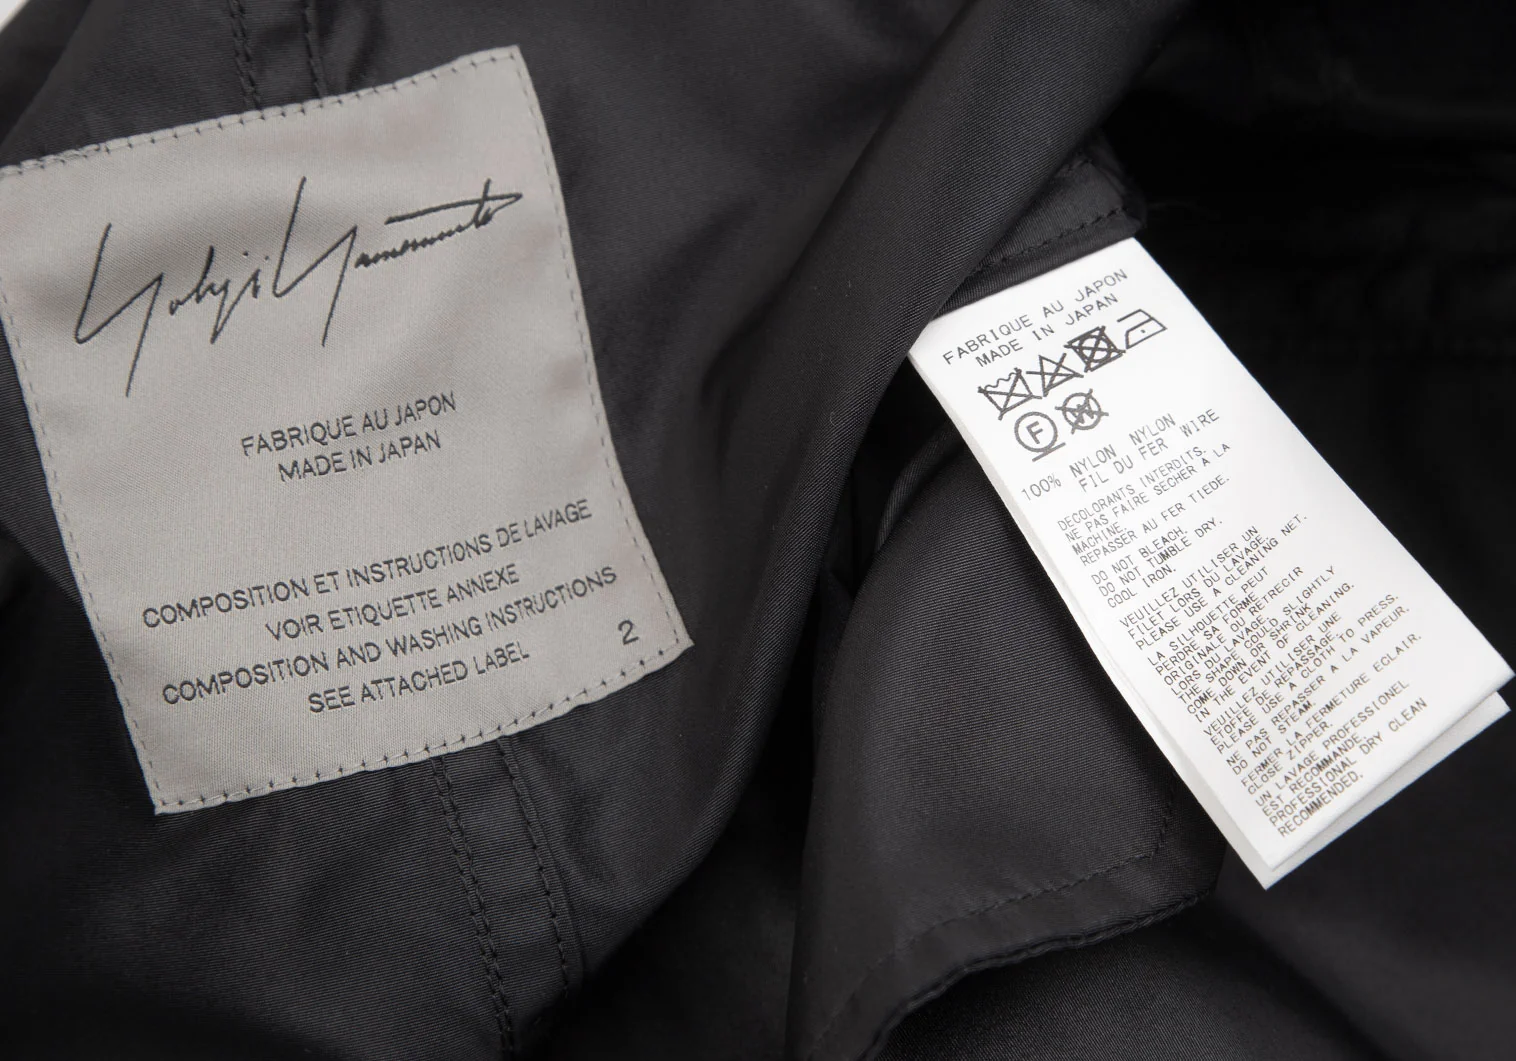 Yohji Yamamoto
FABRIQUE AU JAPON
MADE IN JAPAN
COMPOSITION ET INSTRUCTIONS DE LAVAGE
VOIR ETIQUETTE ANNEXE
COMPOSITION AND WASHING INSTRUCTIONS
SEE ATTACHED LABEL
2
FABRIQUE AU JAPON
MADE IN JAPAN
F
W
100% NYLON NYLON
FIL DU FER WIRE
DECOLORANTS INTERDITS.
NE PAS FAIRE SECHER À LA
MACHINE.
REPASSER AU FER TIEDE.
DO NOT BLEACH.
DO NOT TUMBLE DRY.
COOL IRON.
VEUILLEZ UTILISER UN
FILET LORS DU LAVAGE.
PLEASE USE A CLEANING NET.
LA SILHOUETTE PEUT
PERDRE SA FORME
ORIGINALE OU RETRECIR
LORS DU LAVAGE.
THE SHAPE COULD SLIGHTLY
COME DOWN OR SHRINK
IN THE EVENT OF CLEANING.
VEUILLEZ UTILISER UNE
ETOFFE DE REPASSAGE.
PLEASE USE A CLOTH TO PRESS.
NE PAS REPASSER A LA VAPEUR.
DO NOT STEAM.
FERMER LA FERMETURE ECLAIR.
CLOSE ZIPPER.
UN LAVAGE PROFESSIONEL
EST RECOMMANDE.
PROFESSIONAL DRY CLEAN
RECOMMENDED.